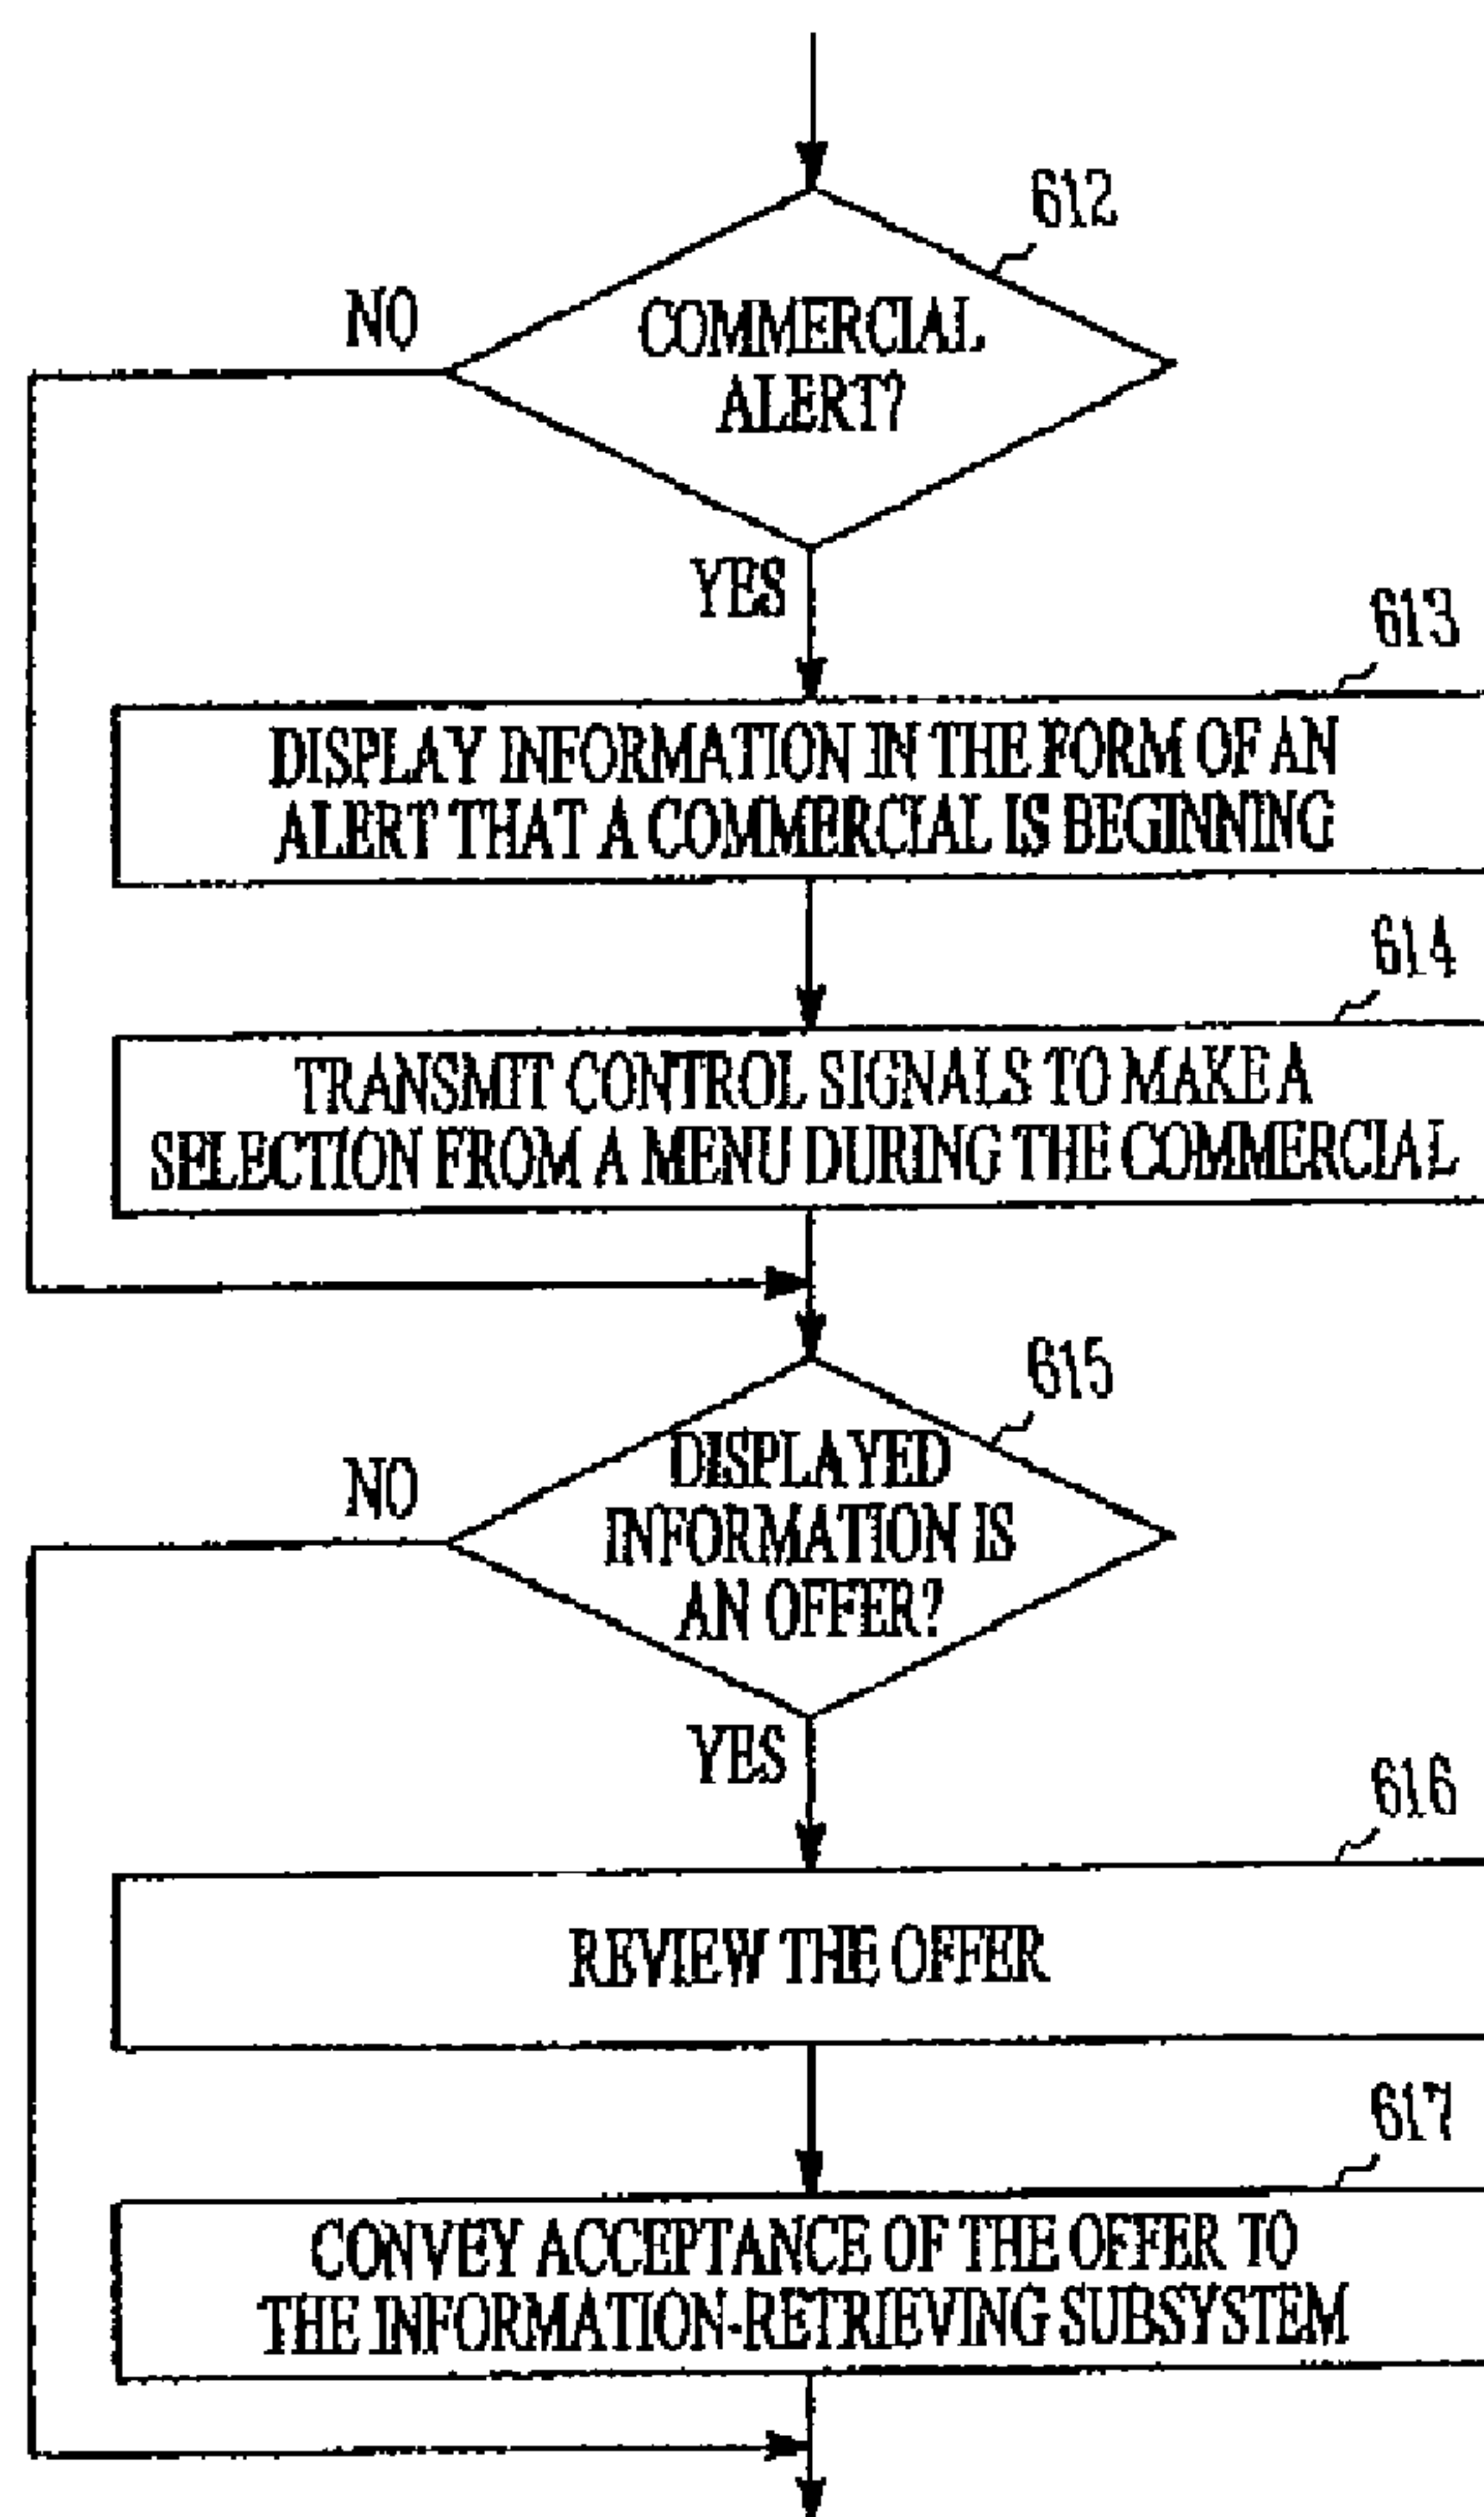 612
NO
COMMERCIAL
ALERT?
YES
613
DISPLAY INFORMATION IN THE FORM OF AN
ALERT THAT A COMMERCIAL IS BEGINNING
614
TRANSMIT CONTROL SIGNALS TO MAKE A
SELECTION FROM A MENU DURING THE COMMERCIAL
615
NO
DISPLAYED
INFORMATION IS
AN OFFER?
YES
616
REVIEW THE OFFER
617
CONVEY ACCEPTANCE OF THE OFFER TO
THE INFORMATION-RETRIEVING SUBSYSTEM